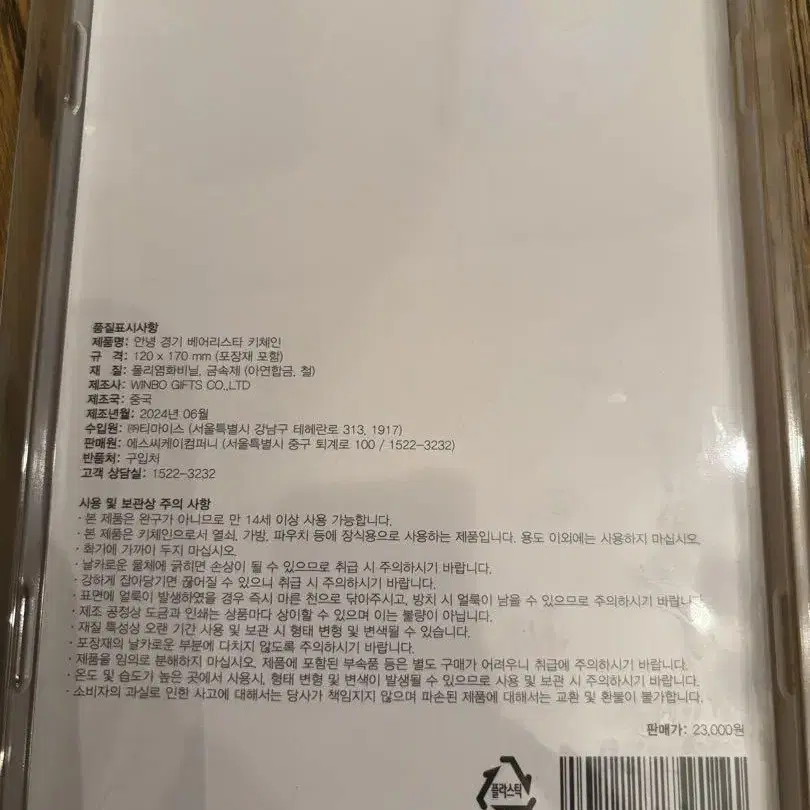 품질표시사항
제품명: 안녕 경기 베어리스타 키체인
규 격: 120 x 170 mm (포장재 포함)
재 질: 폴리염화비닐, 금속제 (아연합금, 철)
제조사: WINBO GIFTS CO.,LTD
제조국: 중국
제조년월: 2024년 06월
수입원: ㈜티마이스 (서울특별시 강남구 테헤란로 313, 1917)
판매원: 에스씨케이컴퍼니 (서울특별시 중구 퇴계로 100 / 1522-3232)
반품처: 구입처
고객 상담실: 1522-3232
사용 및 보관상 주의 사항
· 본 제품은 완구가 아니므로 만 14세 이상 사용 가능합니다.
· 본 제품은 키체인으로서 열쇠, 가방, 파우치 등에 장식용으로 사용하는 제품입니다. 용도 이외에는 사용하지 마십시오.
· 화기에 가까이 두지 마십시오.
· 날카로운 물체에 긁히면 손상이 될 수 있으므로 취급 시 주의하시기 바랍니다.
· 강하게 잡아당기면 끊어질 수 있으니 취급 시 주의하시기 바랍니다.
· 표면에 얼룩이 발생하였을 경우 즉시 마른 천으로 닦아주시고, 방치 시 얼룩이 남을 수 있으므로 주의하시기 바랍니다.
· 제조 공정상 도금과 인쇄는 상품마다 상이할 수 있으며 이는 불량이 아닙니다.
· 재질 특성상 오랜 기간 사용 및 보관 시 형태 변형 및 변색될 수 있습니다.
· 포장재의 날카로운 부분에 다치지 않도록 주의하시기 바랍니다.
· 제품을 임의로 분해하지 마십시오. 제품에 포함된 부속품 등은 별도 구매가 어려우니 취급에 주의하시기 바랍니다.
· 온도 및 습도가 높은 곳에서 사용시, 형태 변형 및 변색이 발생될 수 있으므로 사용 및 보관 시 주의하시기 바랍니다.
· 소비자의 과실로 인한 사고에 대해서는 당사가 책임지지 않으며 파손된 제품에 대해서는 교환 및 환불이 불가합니다.
판매가: 23,000원
플라스틱